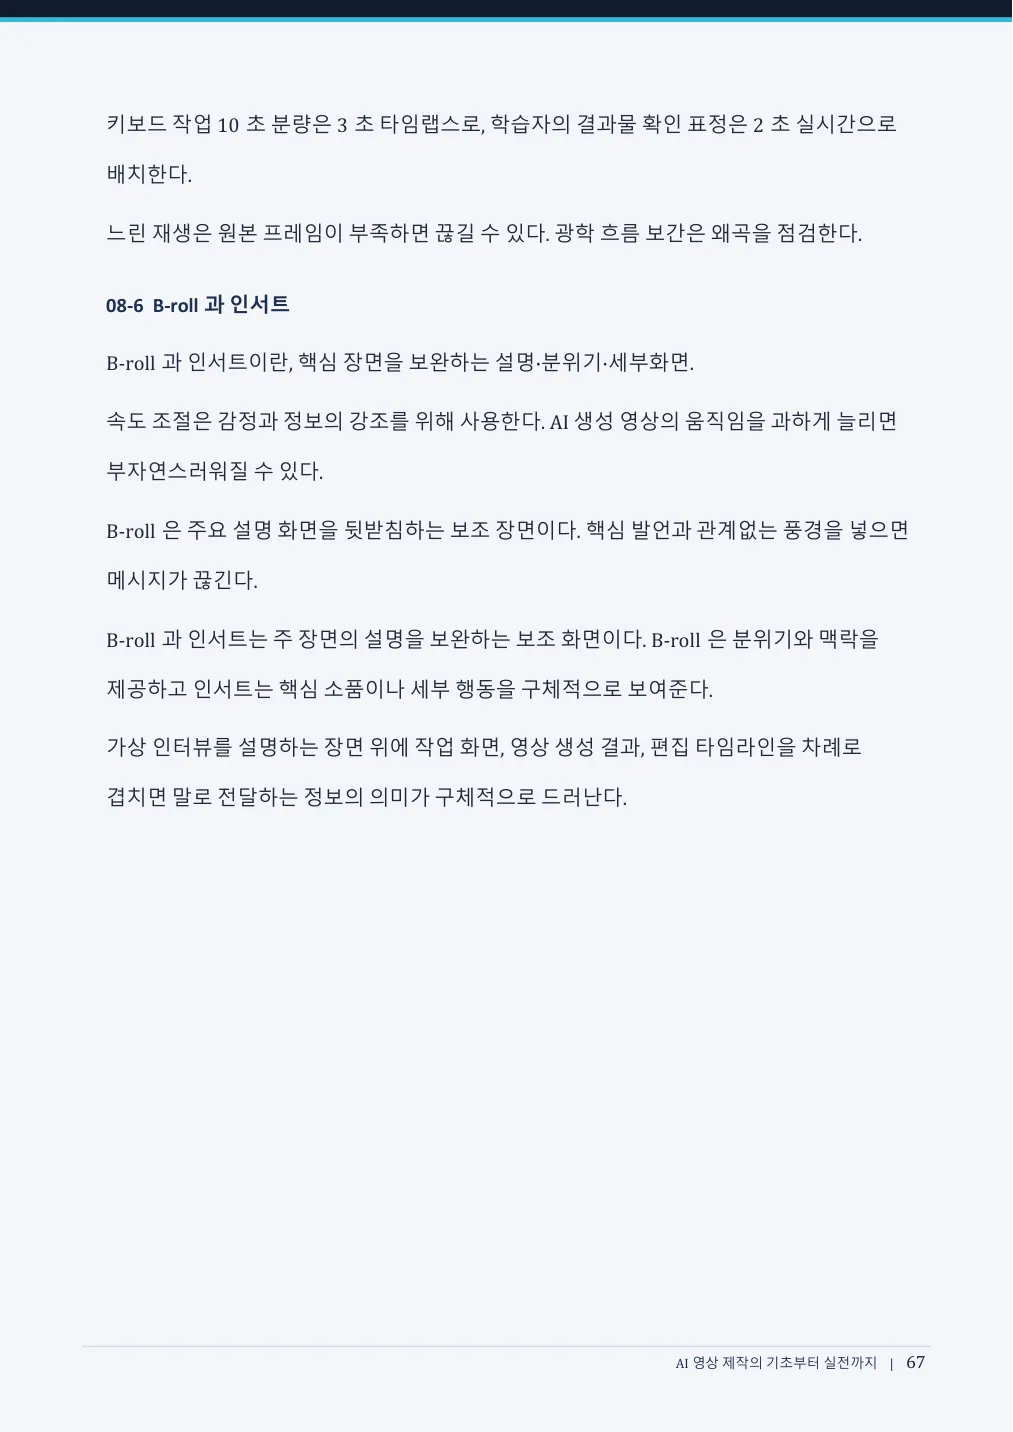 키보드 작업 10 초 분량은 3 초 타임랩스로, 학습자의 결과물 확인 표정은 2 초 실시간으로
배치한다.
느린 재생은 원본 프레임이 부족하면 끊길 수 있다. 광학 흐름 보간은 왜곡을 점검한다.
08-6 B-roll 과 인서트
B-roll 과 인서트이란, 핵심 장면을 보완하는 설명·분위기·세부화면.
속도 조절은 감정과 정보의 강조를 위해 사용한다. AI 생성 영상의 움직임을 과하게 늘리면
부자연스러워질 수 있다.
B-roll 은 주요 설명 화면을 뒷받침하는 보조 장면이다. 핵심 발언과 관계없는 풍경을 넣으면
메시지가 끊긴다.
B-roll 과 인서트는 주 장면의 설명을 보완하는 보조 화면이다. B-roll 은 분위기와 맥락을
제공하고 인서트는 핵심 소품이나 세부 행동을 구체적으로 보여준다.
가상 인터뷰를 설명하는 장면 위에 작업 화면, 영상 생성 결과, 편집 타임라인을 차례로
겹치면 말로 전달하는 정보의 의미가 구체적으로 드러난다.
AI 영상 제작의 기초부터 실전까지 | 67